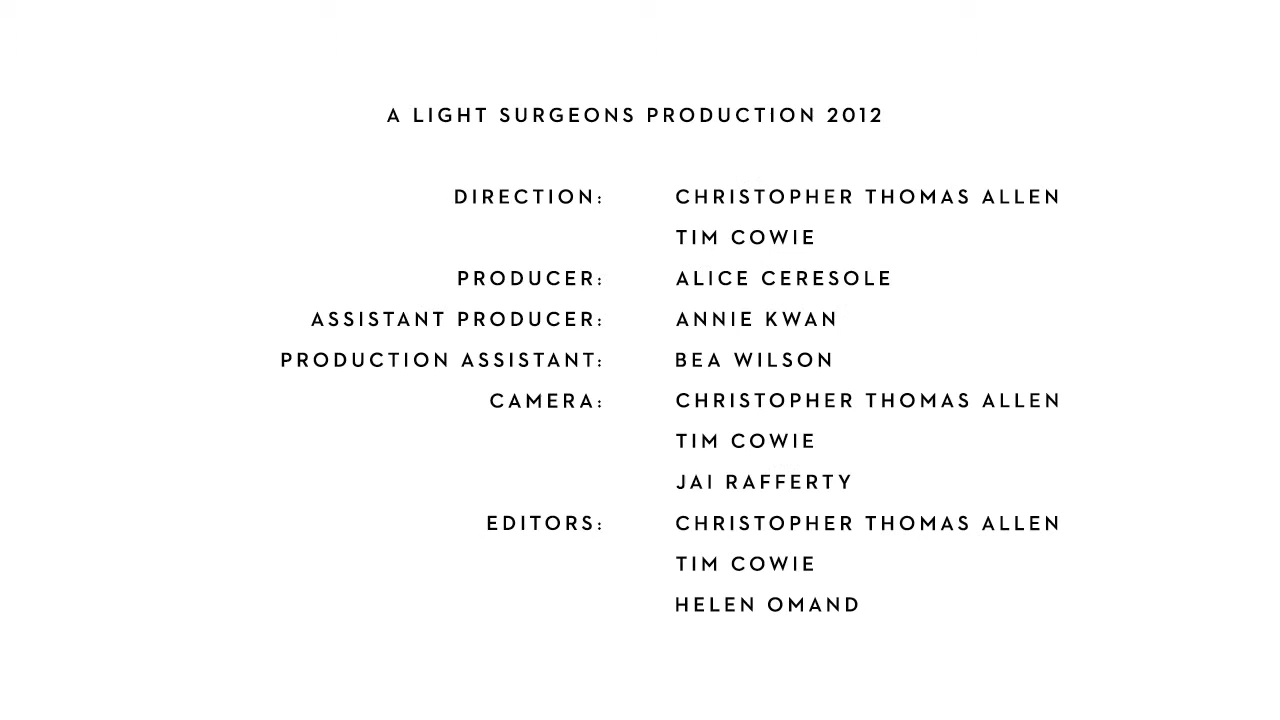 A LIGHT SURGEONS PRODUCTION 2012
DIRECTION: CHRISTOPHER THOMAS ALLEN
TIM COWIE
PRODUCER: ALICE CERESOLE
ASSISTANT PRODUCER: ANNIE KWAN
PRODUCTION ASSISTANT: BEA WILSON
CAMERA: CHRISTOPHER THOMAS ALLEN
TIM COWIE
JAI RAFFERTY
EDITORS: CHRISTOPHER THOMAS ALLEN
TIM COWIE
HELEN OMAND